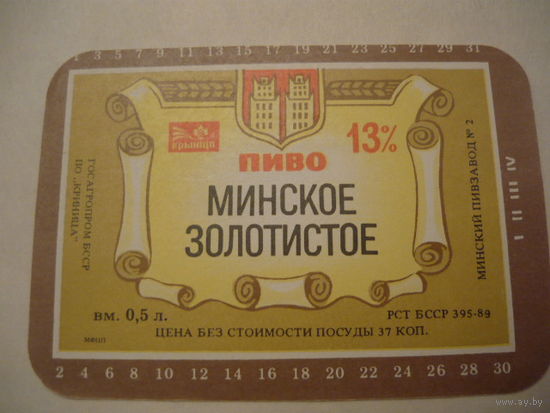 1 3 5 7 9 11 13 15 17 19 21 23 25 27 29 31
КРЫНІЦА
13%
ПИВО
МИНСКОЕ
ЗОЛОТИСТОЕ
ГОСАГРОПРОМ БССР
ПО „КРИНИЦА"
МИНСКИЙ ПИВЗАВОД № 2
I II III IV
вм. 0,5 л.
РСТ БССР 395-89
ЦЕНА БЕЗ СТОИМОСТИ ПОСУДЫ 37 КОП.
2 4 6 8 10 12 14 16 18 20 22 24 26 28 30
www.ay.by